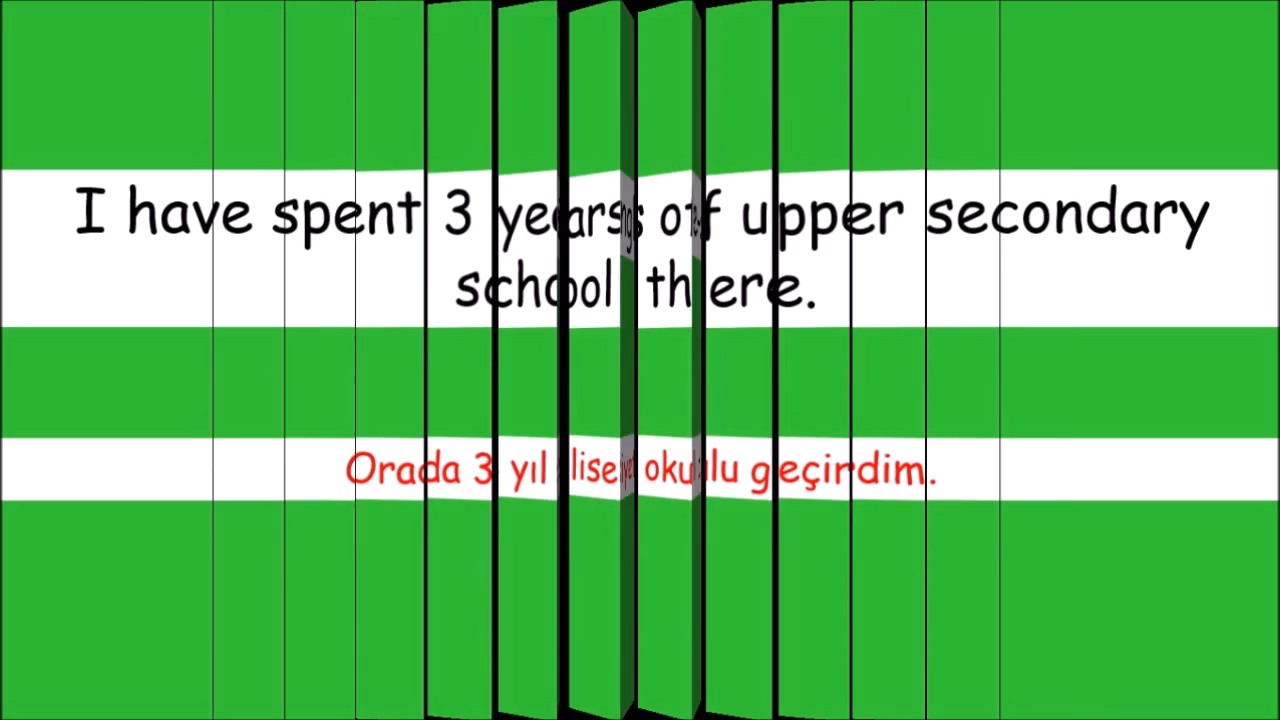 I have spent 3 years of upper secondary
school there.
Orada 3 yıl lise okulu geçirdim.